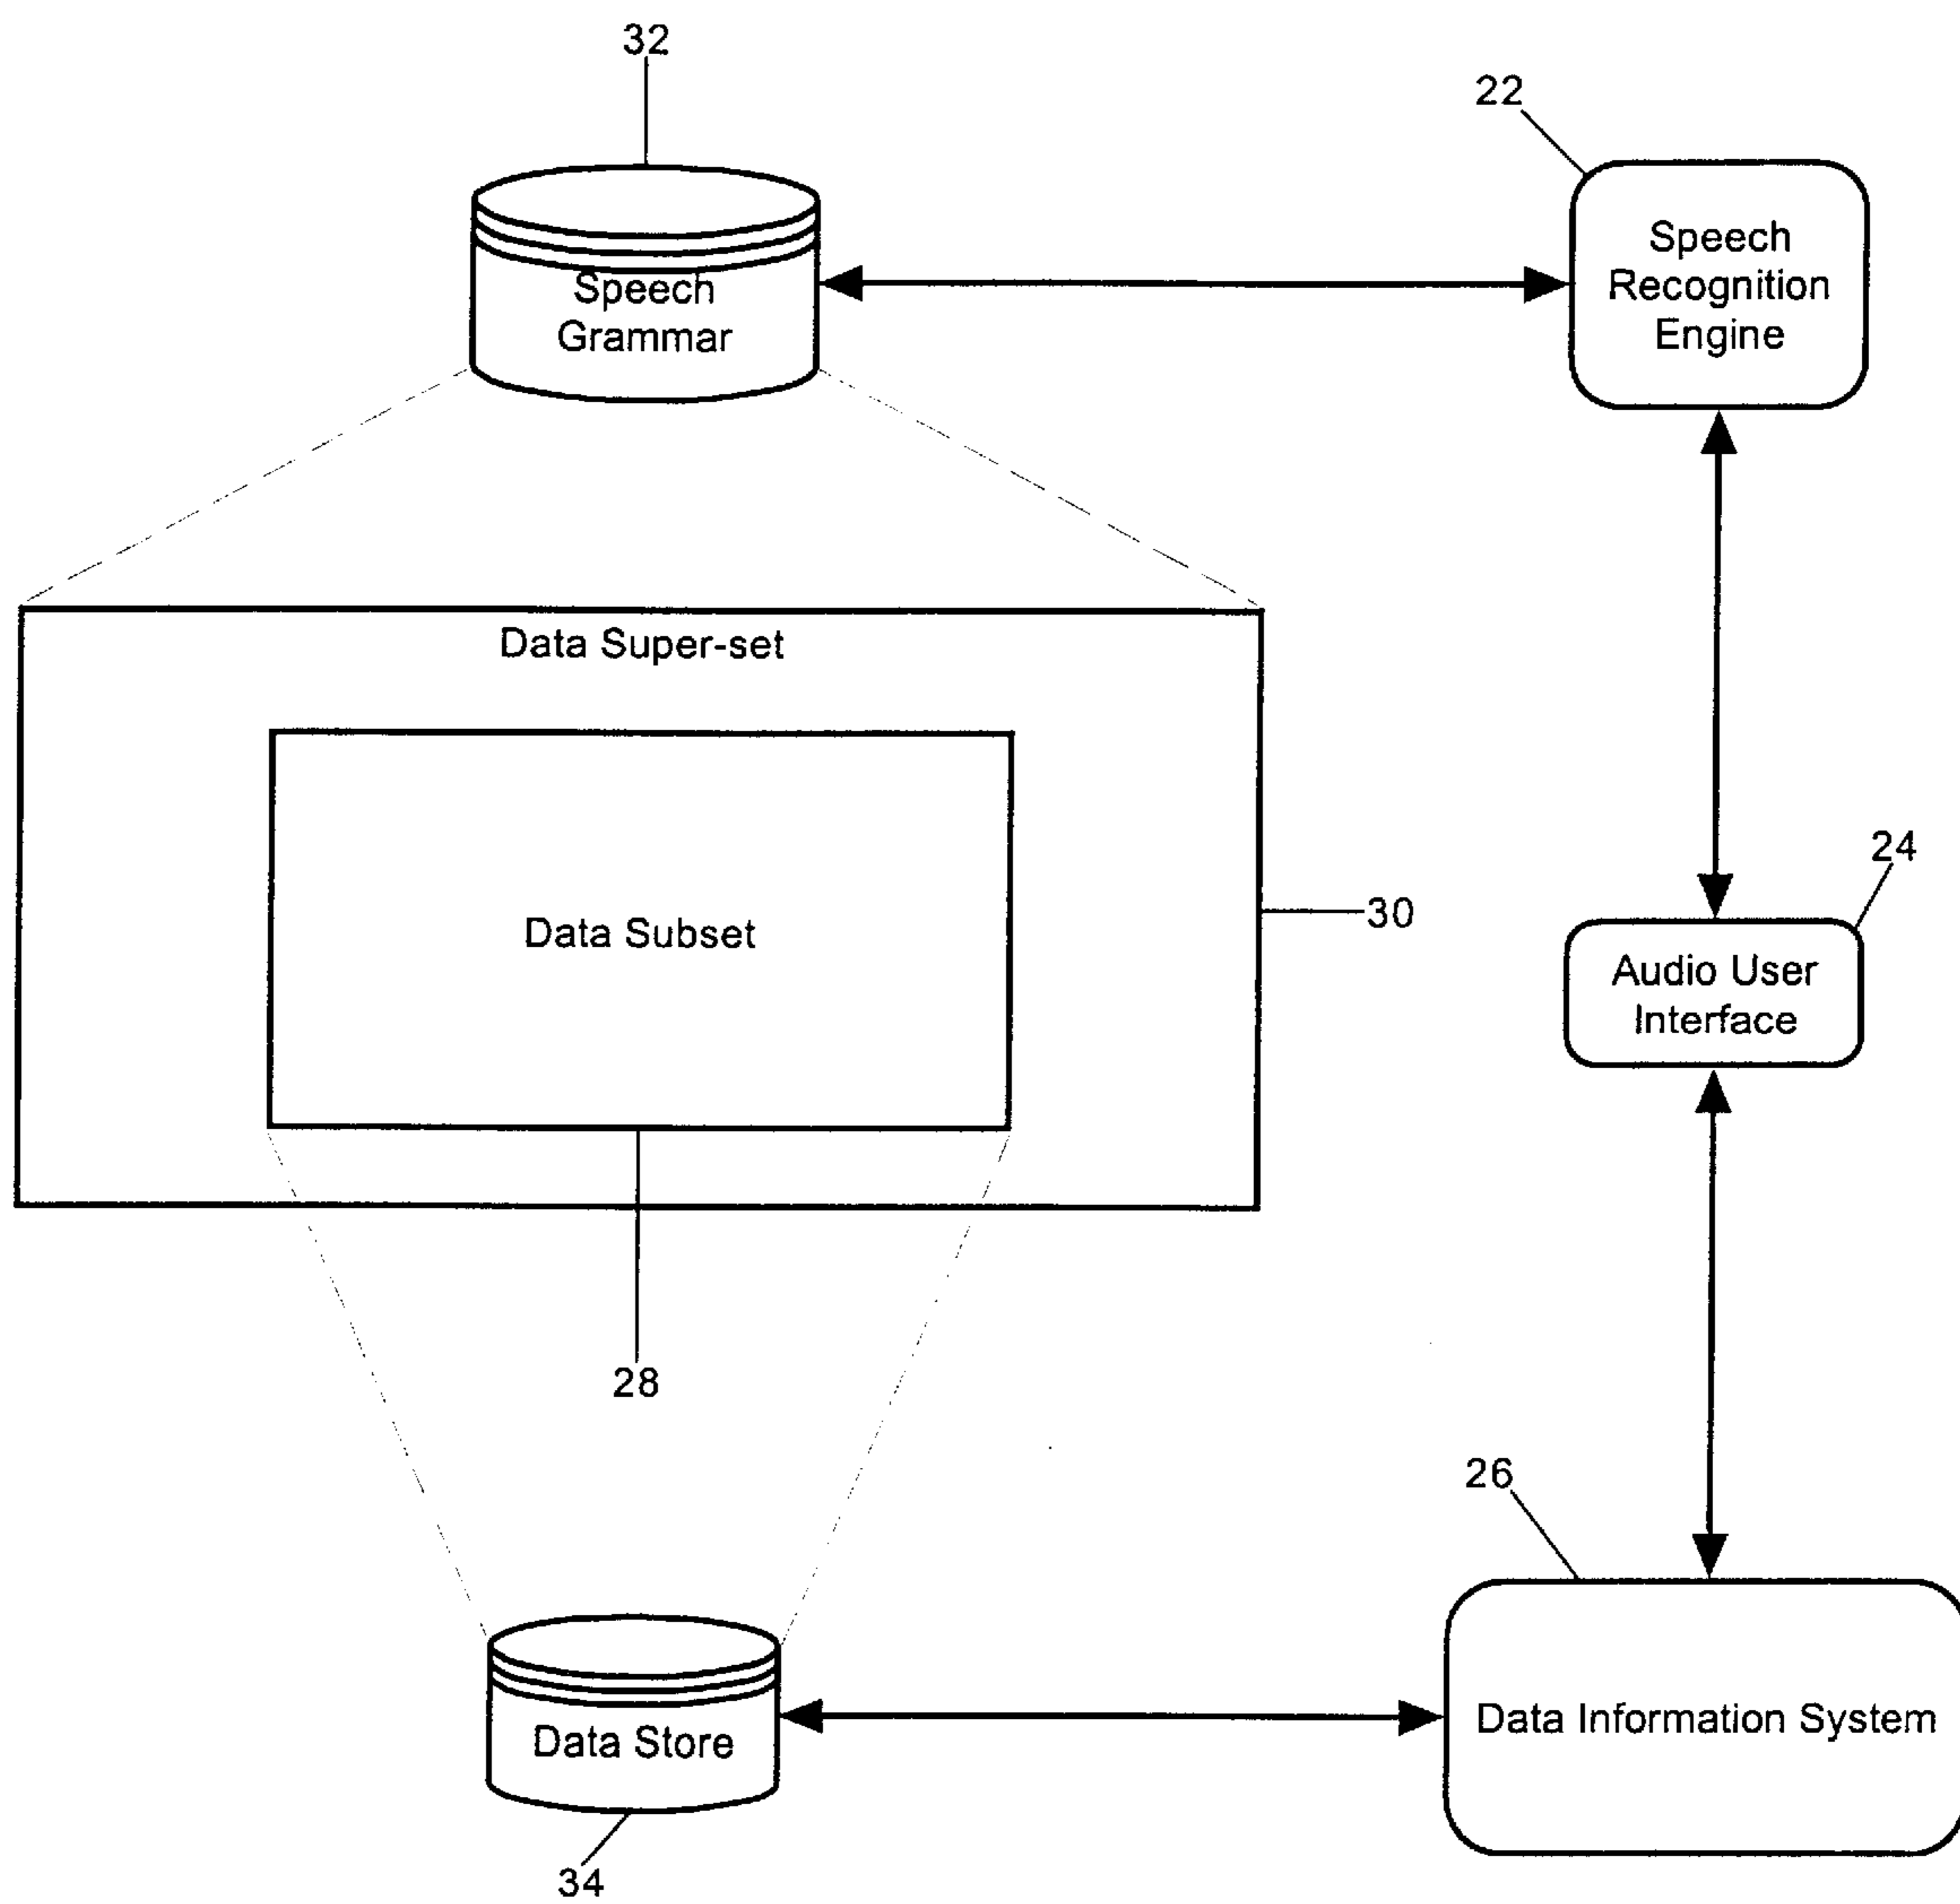 32
22
Speech
Grammar
Speech
Recognition
Engine
Data Super-set
24
Data Subset
30
Audio User
Interface
28
26
Data Store
Data Information System
34